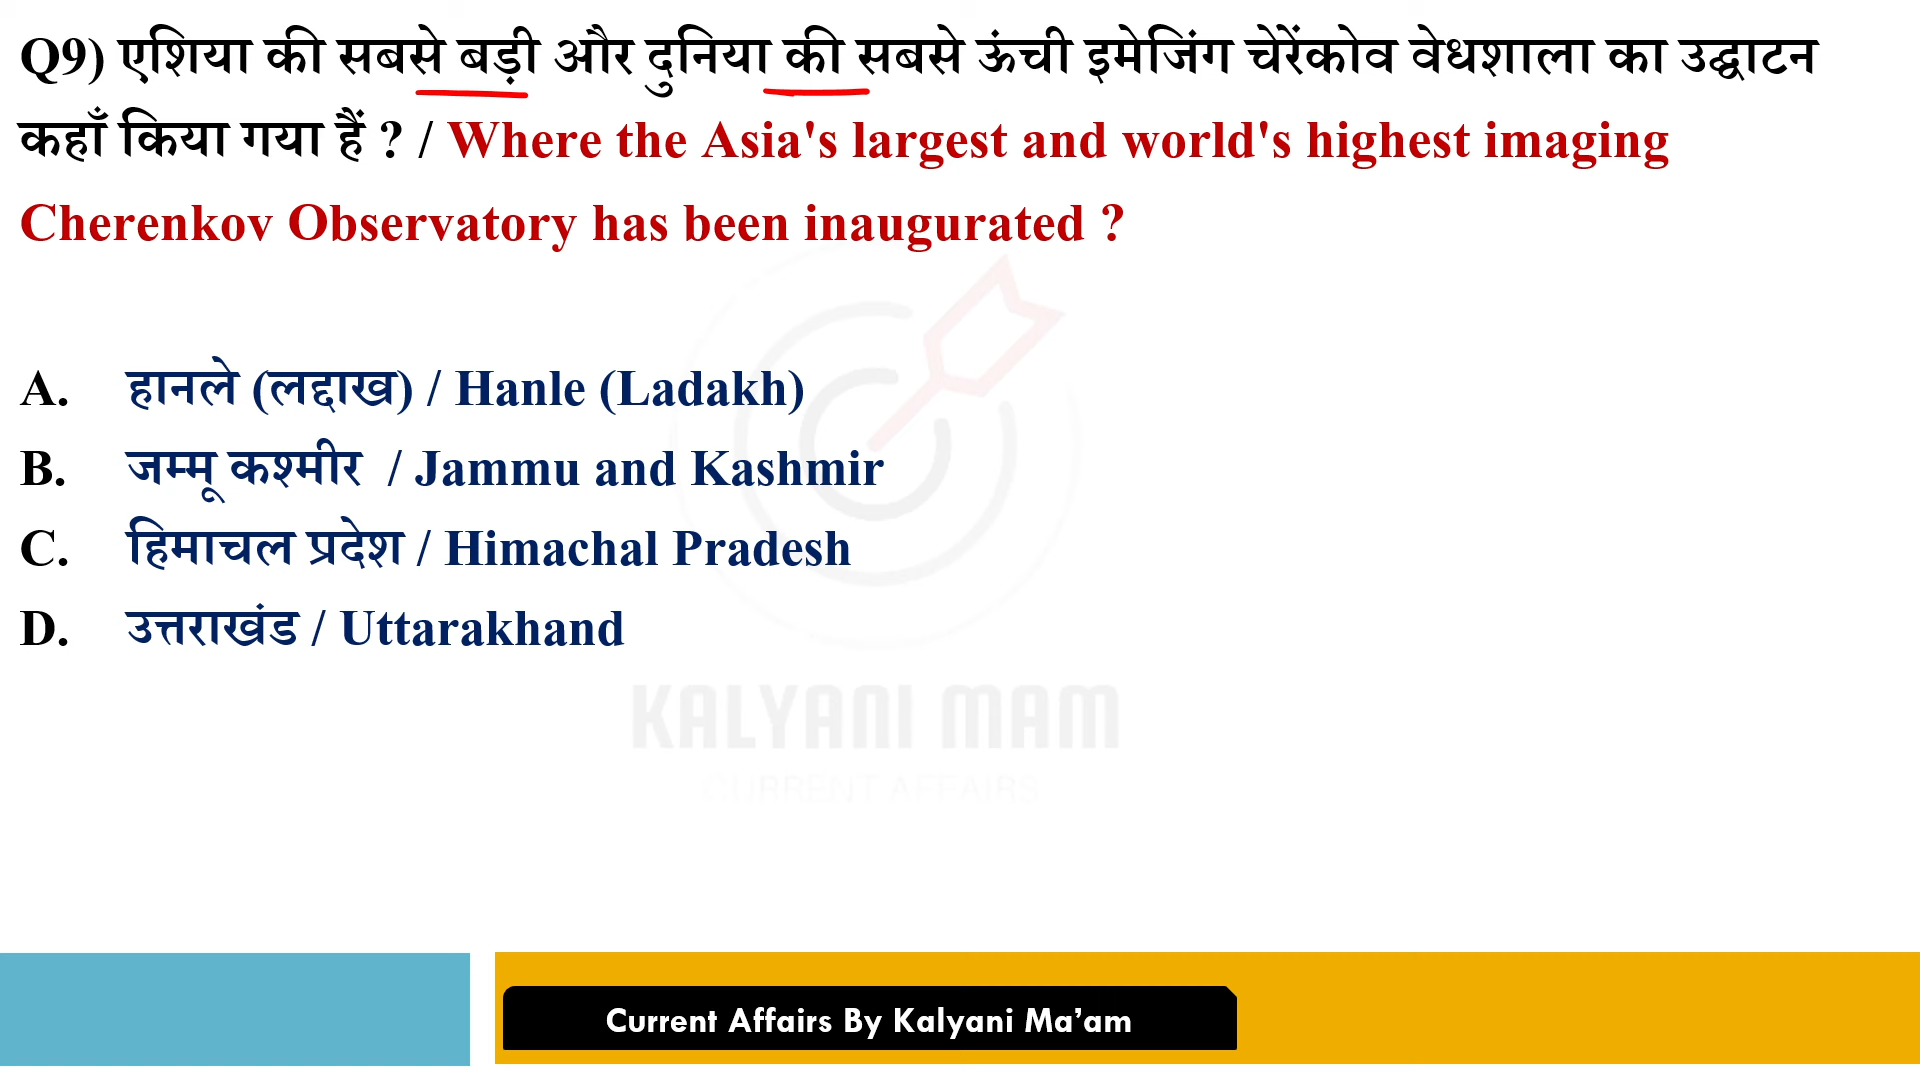 Q9) एशिया की सबसे बड़ी और दुनिया की सबसे ऊंची इमेजिंग चेरेंकोव वेधशाला का उद्घाटन
कहाँ किया गया हैं ? / Where the Asia's largest and world's highest imaging
Cherenkov Observatory has been inaugurated ?
A. हानले (लद्दाख) / Hanle (Ladakh)
B. जम्मू कश्मीर / Jammu and Kashmir
C. हिमाचल प्रदेश / Himachal Pradesh
D. उत्तराखंड / Uttarakhand
KALYANI MAM
CURRENT AFFAIRS
Current Affairs By Kalyani Ma’am